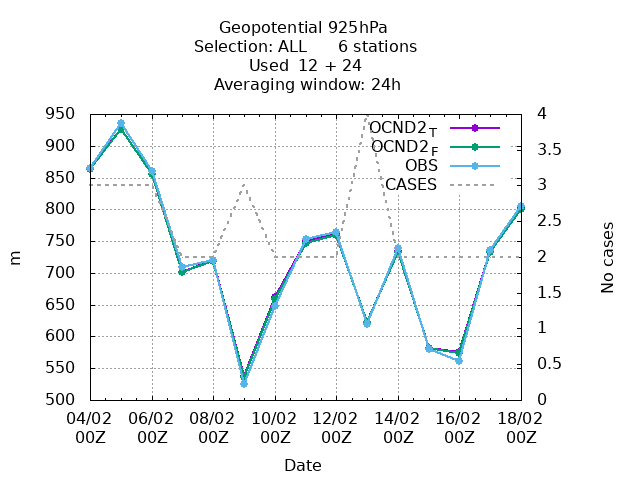 Geopotential 925hPa
Selection: ALL      6 stations
Used  12 + 24
Averaging window: 24h
950
900
850
800
750
700
650
600
550
500
m
4
3.5
3
2.5
2
1.5
1
0.5
0
No cases
OCND2_T
OCND2_F
OBS
CASES
04/02 06/02 08/02 10/02 12/02 14/02 16/02 18/02
00Z 00Z 00Z 00Z 00Z 00Z 00Z 00Z
Date